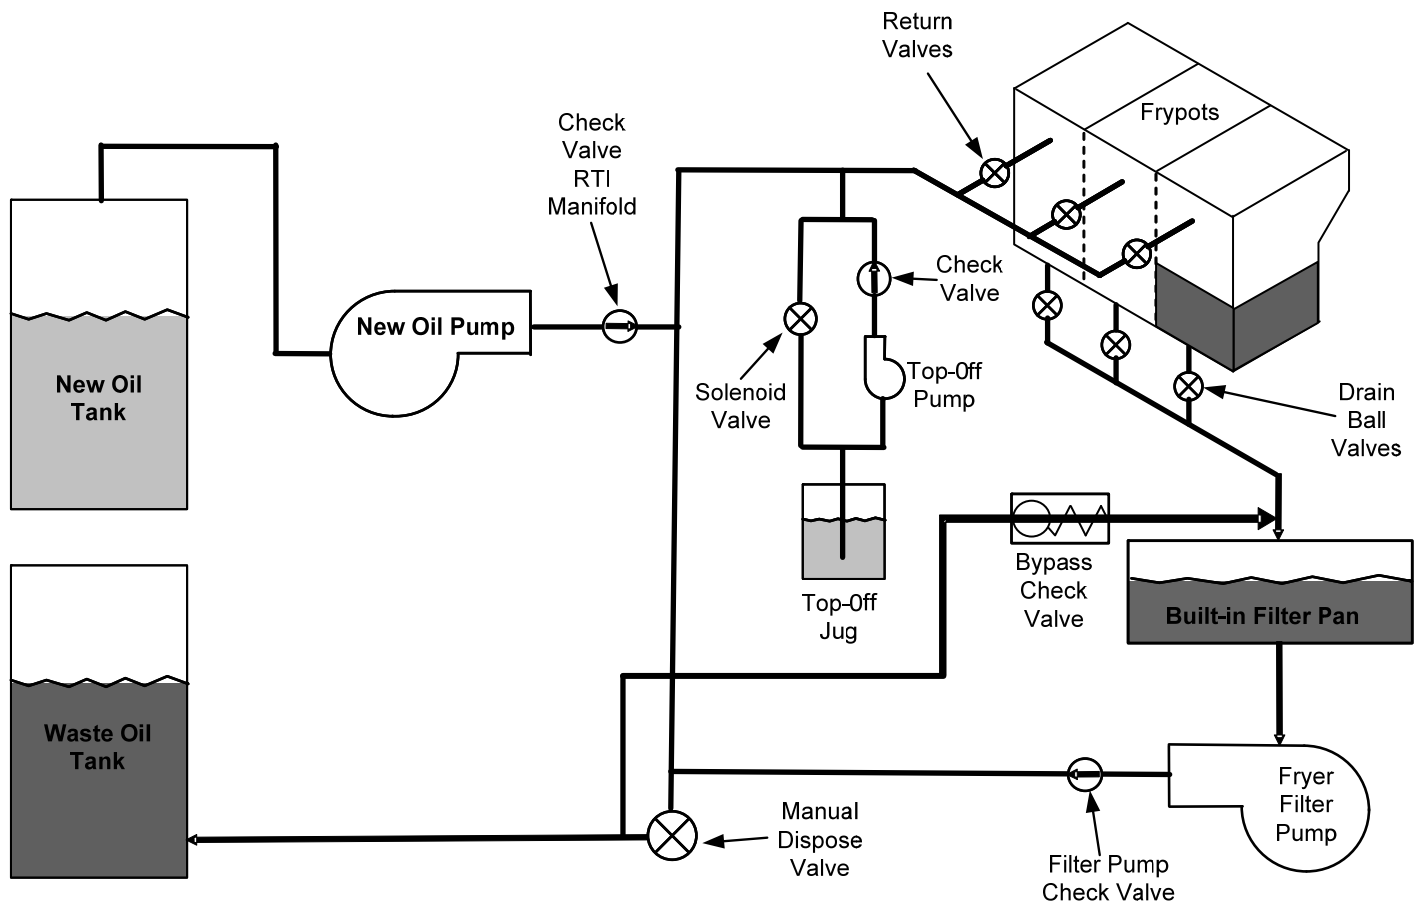 Return
Valves
Frypots
Check
Valve
RTI
Manifold
Check
Valve
New Oil Pump
New Oil
Tank
Solenoid
Valve
Top-Off
Pump
Drain
Ball
Valves
Top-Off
Jug
Bypass
Check
Valve
Built-in Filter Pan
Waste Oil
Tank
Manual
Dispose
Valve
Fryer
Filter
Pump
Filter Pump
Check Valve